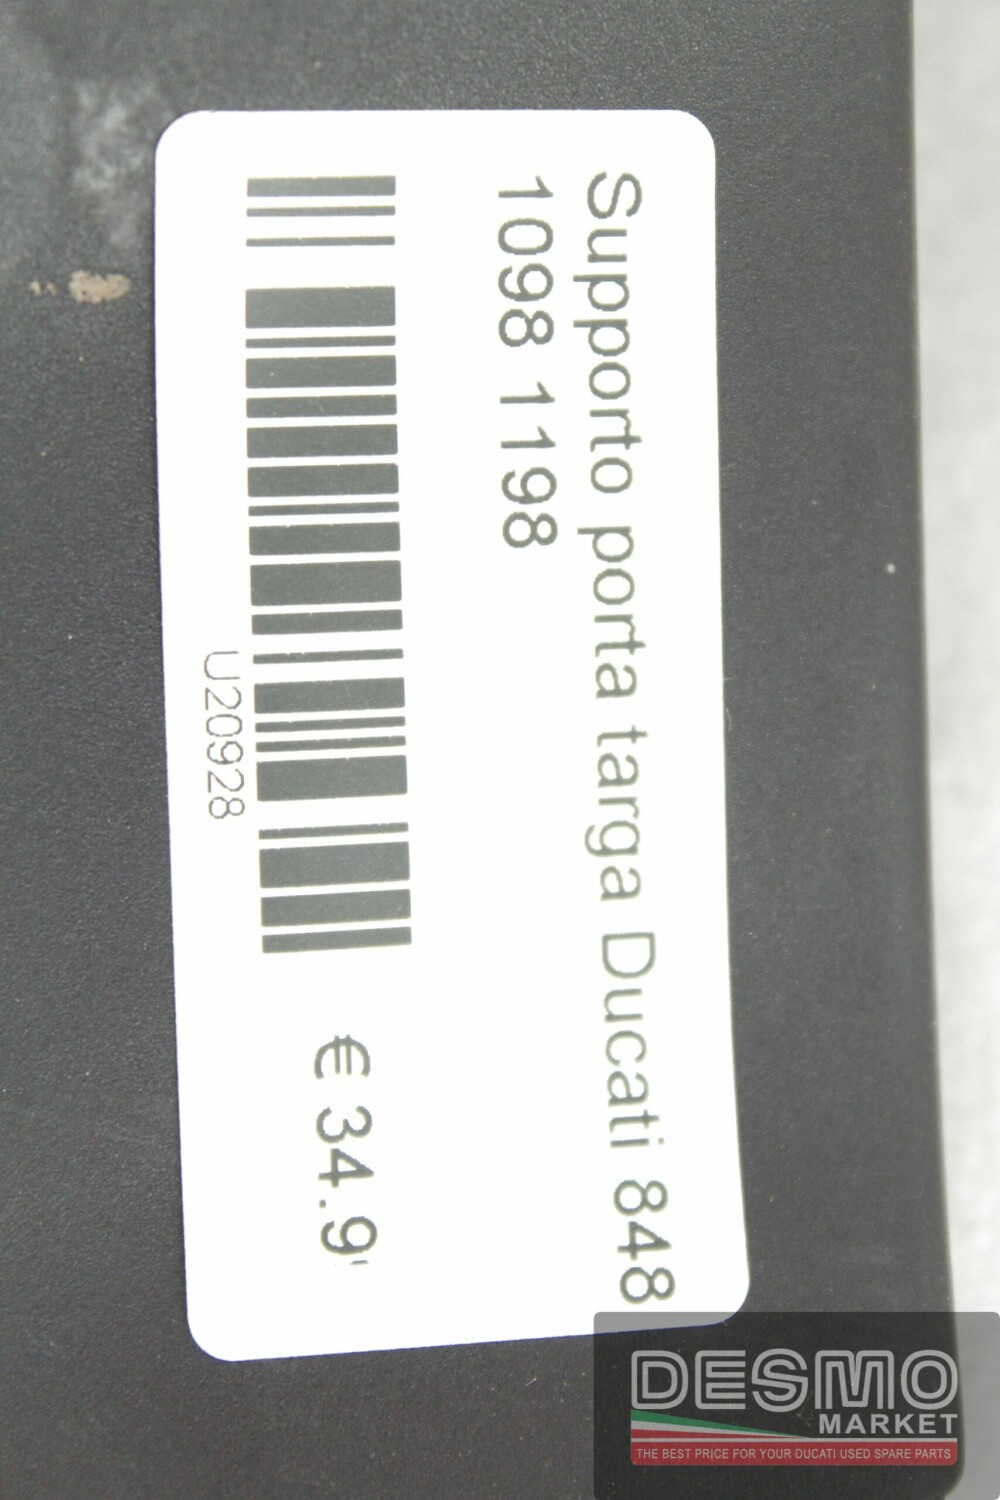 Supporto porta targa Ducati 848
1098 1198
U20928
€ 34.9
DESMO
MARKET
THE BEST PRICE FOR YOUR DUCATI USED SPARE PARTS